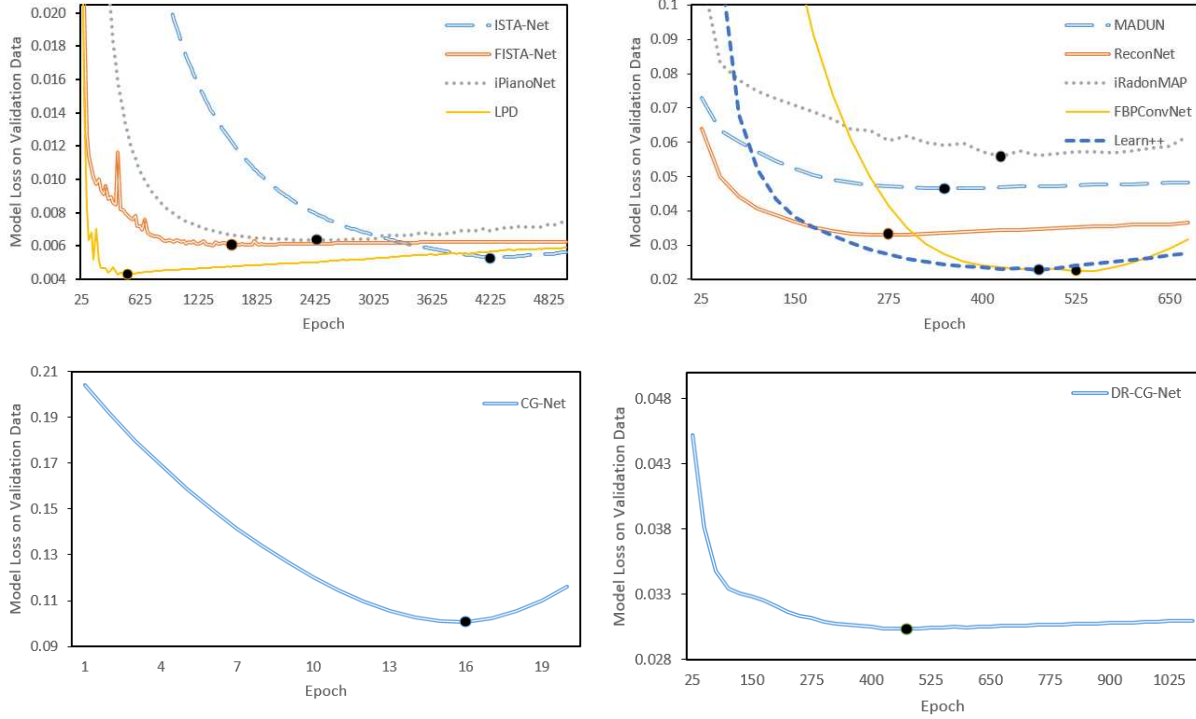 Model Loss on Validation Data
0.020
0.018
0.016
0.014
0.012
0.010
0.008
0.006
0.004
25 625 1225 1825 2425 3025 3625 4225 4825
Epoch
ISTA-Net
FISTA-Net
iPianoNet
LPD
Model Loss on Validation Data
0.1
0.09
0.08
0.07
0.06
0.05
0.04
0.03
0.02
25 150 275 400 525 650
Epoch
MADUN
ReconNet
iRadonMAP
FBPConvNet
Learn++
Model Loss on Validation Data
0.21
0.19
0.17
0.15
0.13
0.11
0.09
1 4 7 10 13 16 19
Epoch
CG-Net
Model Loss on Validation Data
0.048
0.043
0.038
0.033
0.028
25 150 275 400 525 650 775 900 1025
Epoch
DR-CG-Net